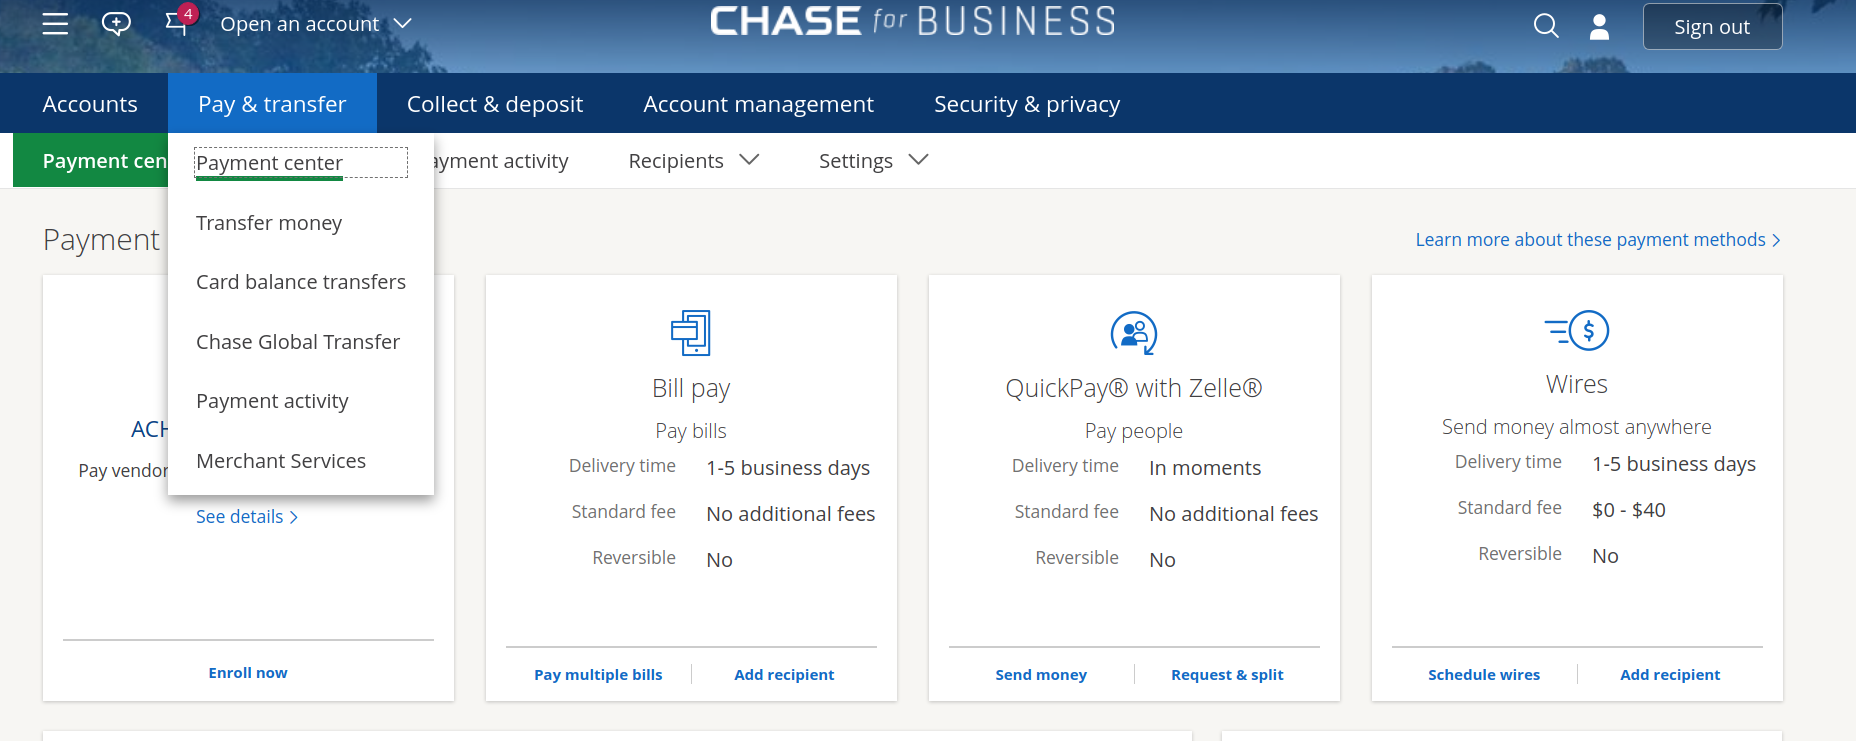 4
Open an account
CHASE for BUSINESS
Sign out
Accounts
Pay & transfer
Collect & deposit
Account management
Security & privacy
Payment cen
Payment center
Transfer money
Card balance transfers
Chase Global Transfer
Payment activity
Merchant Services
ayment activity
Recipients
Settings
Payment
Learn more about these payment methods
ACH
Pay vendor
See details
Enroll now
Bill pay
Pay bills
Delivery time 1-5 business days
Standard fee No additional fees
Reversible No
Pay multiple bills
Add recipient
QuickPay® with Zelle®
Pay people
Delivery time In moments
Standard fee No additional fees
Reversible No
Send money
Request & split
Wires
Send money almost anywhere
Delivery time 1-5 business days
Standard fee $0 - $40
Reversible No
Schedule wires
Add recipient